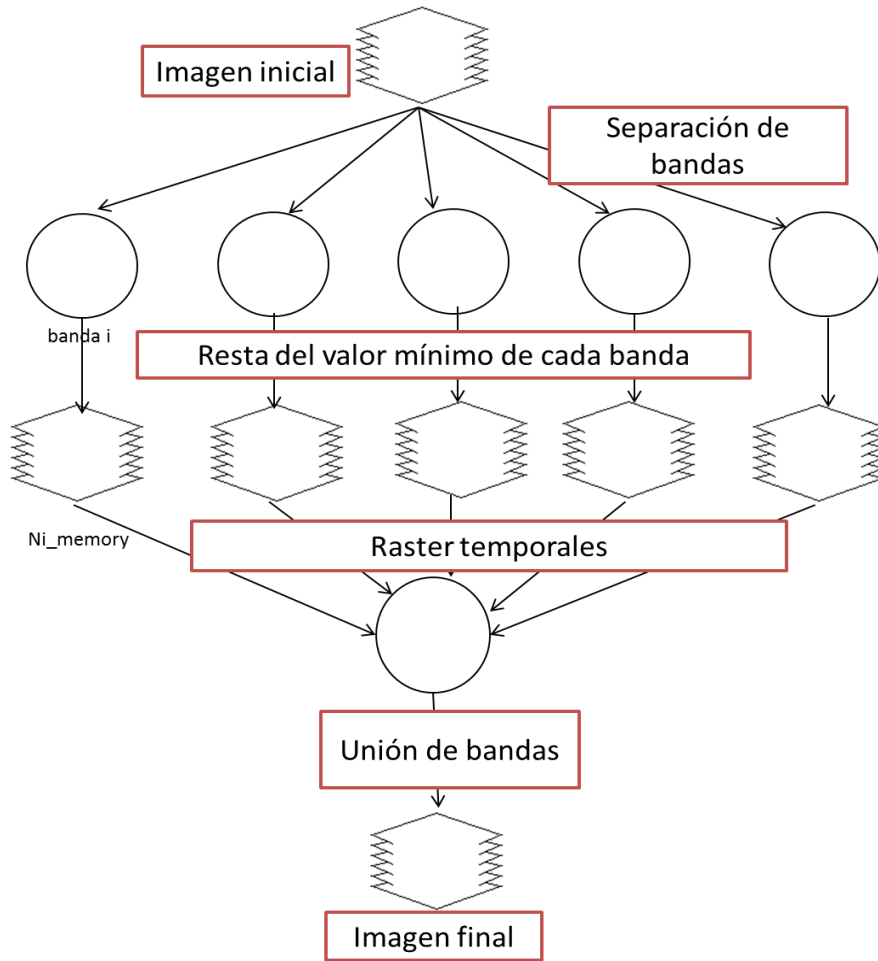 Imagen inicial
Separación de
bandas
banda i
Resta del valor mínimo de cada banda
Ni_memory
Raster temporales
Unión de bandas
Imagen final